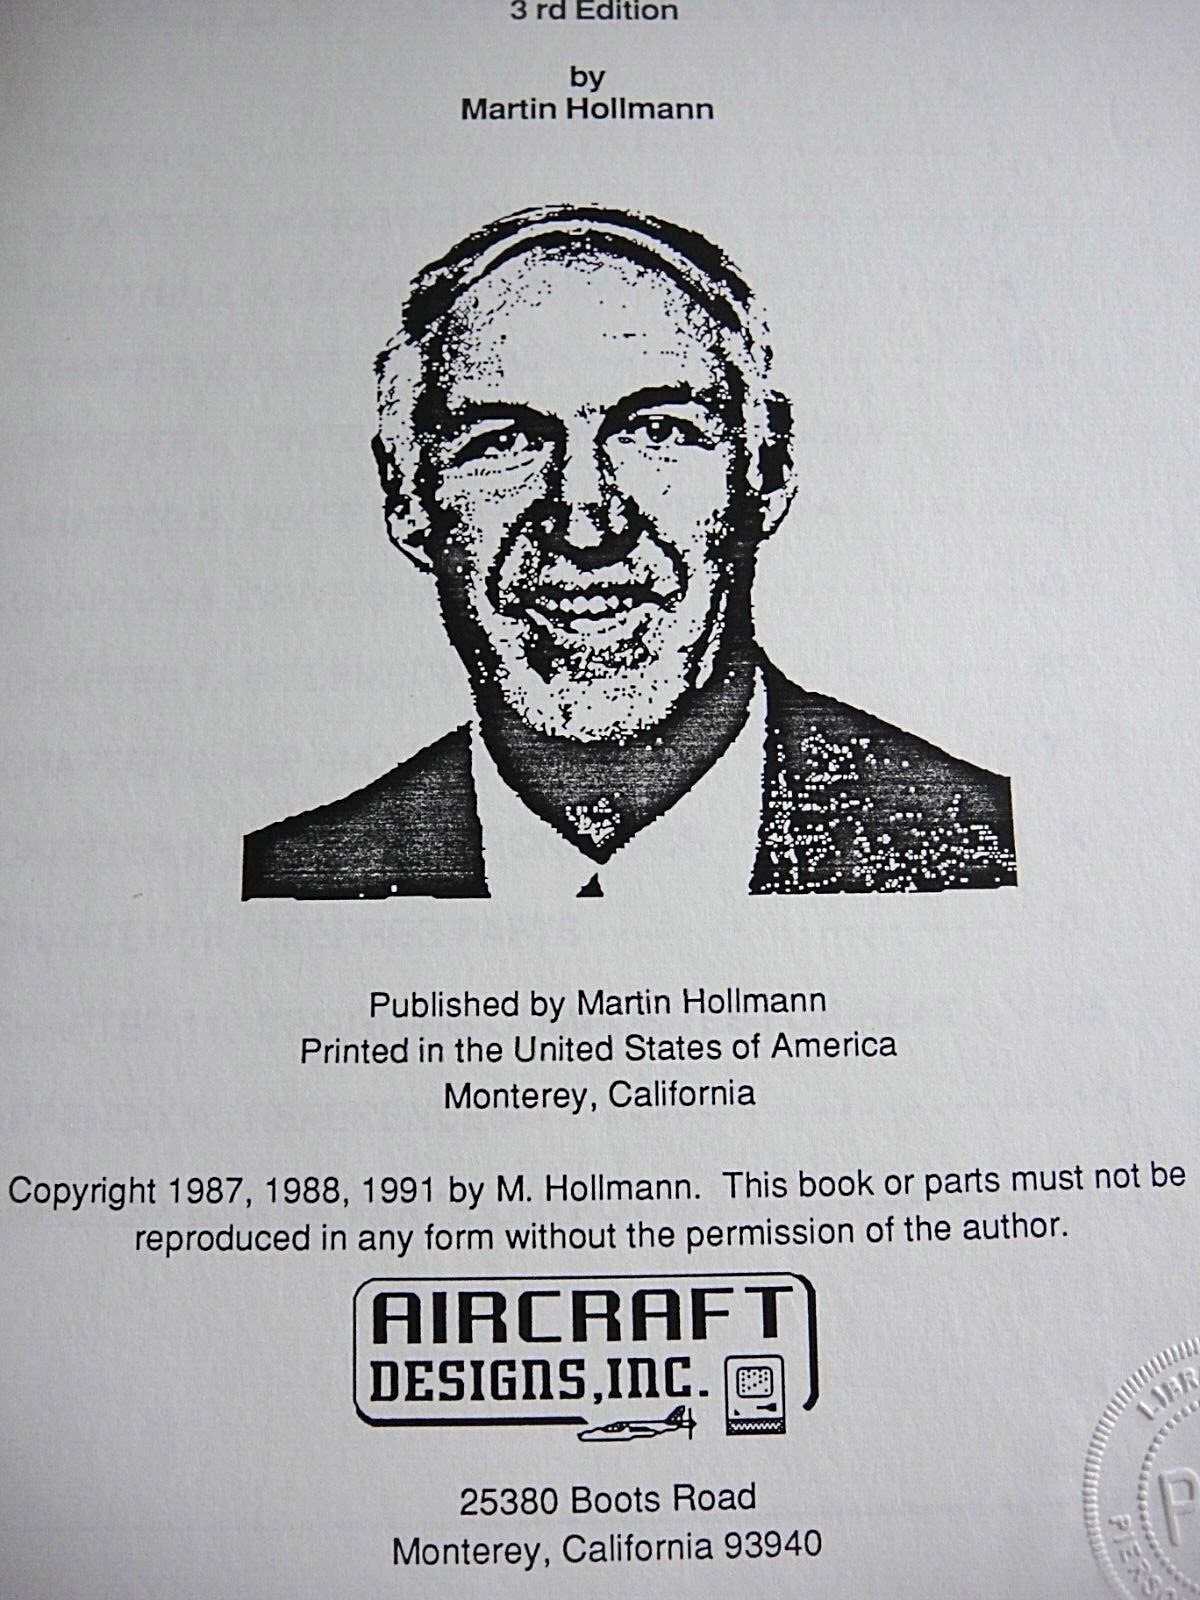 3 rd Edition
by
Martin Hollmann
Published by Martin Hollmann
Printed in the United States of America
Monterey, California
Copyright 1987, 1988, 1991 by M. Hollmann. This book or parts must not be
reproduced in any form without the permission of the author.
AIRCRAFT
DESIGNS, INC.
25380 Boots Road
Monterey, California 93940